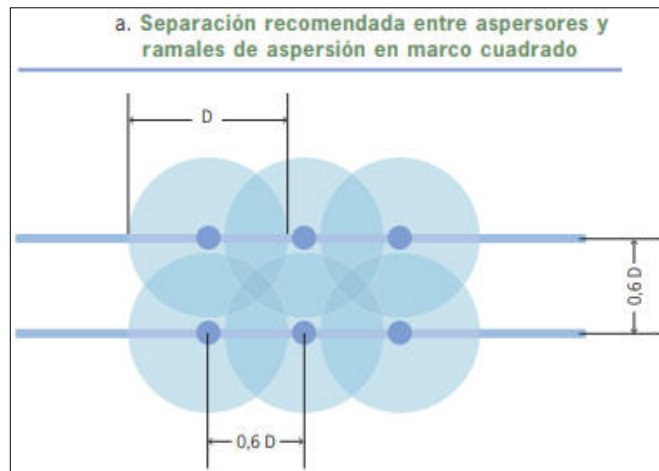 a. Separación recomendada entre aspersores y
ramales de aspersión en marco cuadrado
D
0,6 D
0,6 D